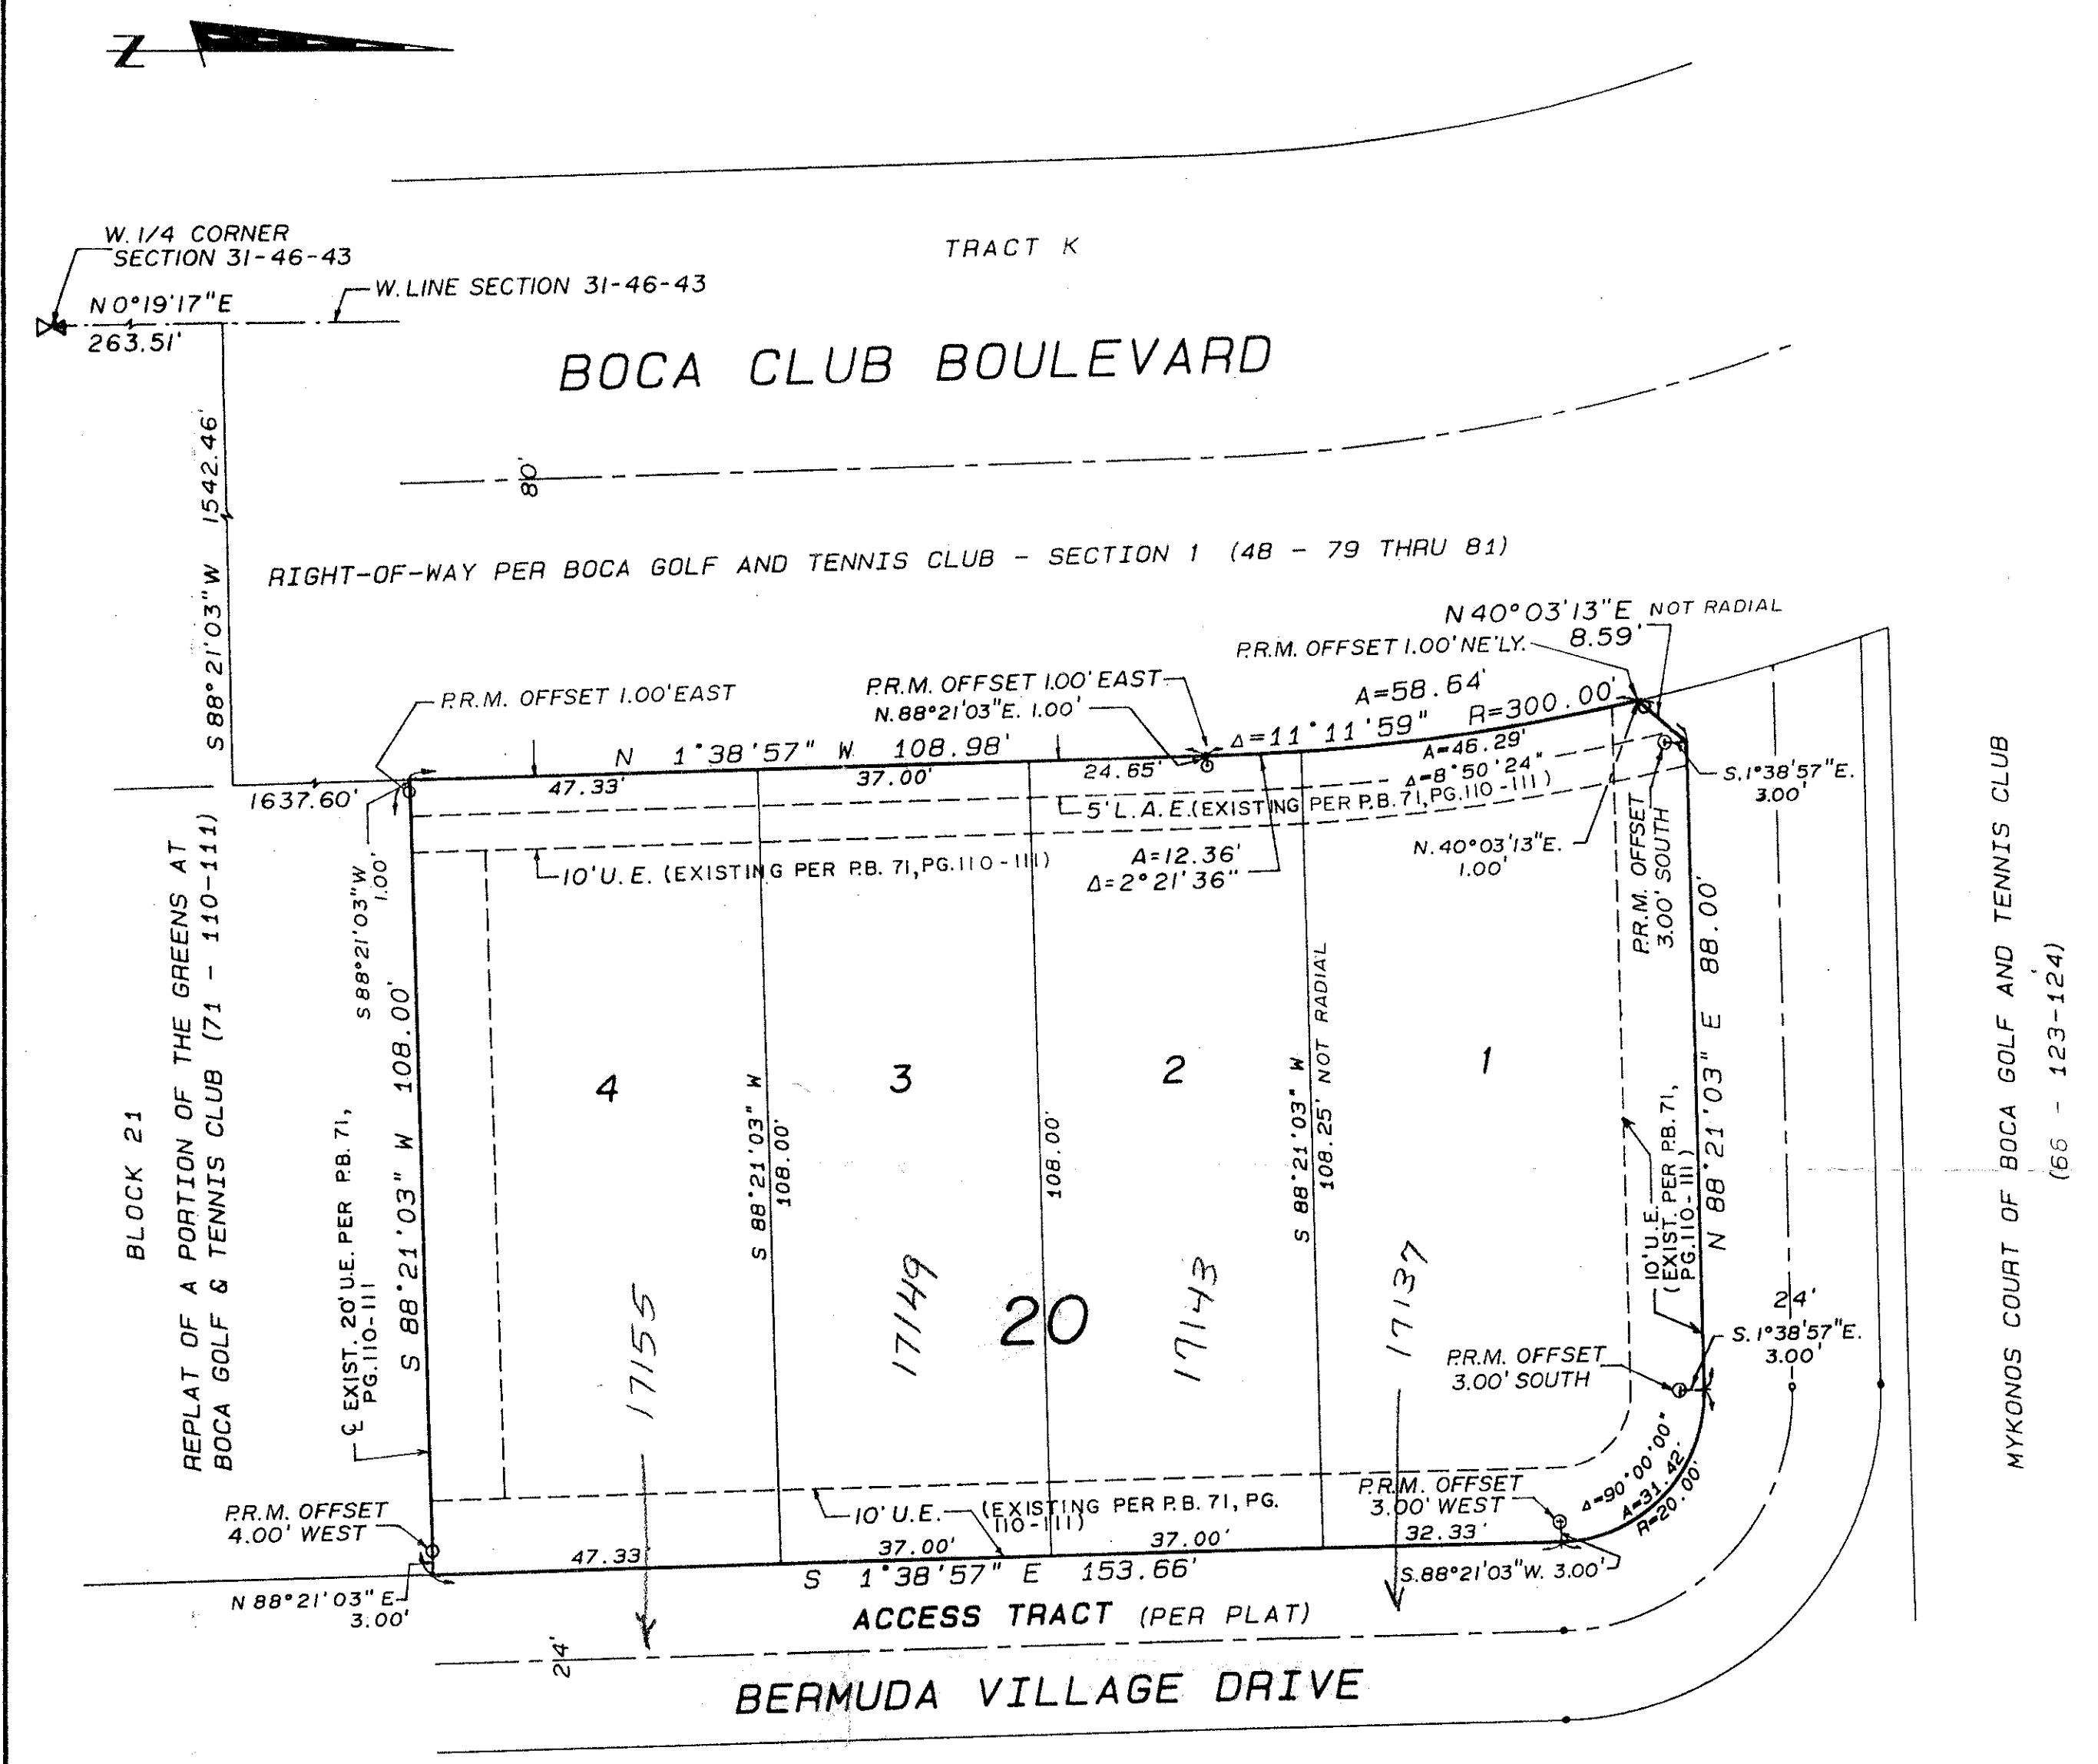 Z
W. 1/4 CORNER
SECTION 31-46-43
N 0°19'17"E
263.51'
W. LINE SECTION 31-46-43
TRACT K
BOCA CLUB BOULEVARD
80'
S 88°21'03"W 1542.46'
RIGHT-OF-WAY PER BOCA GOLF AND TENNIS CLUB - SECTION 1 (48 - 79 THRU 81)
N 40°03'13"E NOT RADIAL
8.59'
P.R.M. OFFSET 1.00' NE'LY.
P.R.M. OFFSET 1.00' EAST
P.R.M. OFFSET 1.00' EAST
N. 88°21'03"E. 1.00'
A=58.64'
Δ=11°11'59" R=300.00'
N 1°38'57" W 108.98'
1637.60'
47.33'
37.00'
24.65'
A=46.29'
Δ=8°50'24"
S. 1°38'57"E.
3.00'
5' L.A.E. (EXISTING PER P.B. 71, PG. 110-111)
10' U.E. (EXISTING PER P.B. 71, PG. 110-111)
A=12.36'
Δ=2°21'36"
N. 40°03'13"E.
1.00'
P.R.M. OFFSET
3.00' SOUTH
S 88°21'03"W
1.00'
BLOCK 21
REPLAT OF A PORTION OF THE GREENS AT
BOCA GOLF & TENNIS CLUB (71 - 110-111)
℄ EXIST. 20' U.E. PER P.B. 71,
PG. 110-111
S 88°21'03" W 108.00'
4
3
2
1
S 88°21'03" W
108.00'
108.00'
S 88°21'03" W
108.25' NOT RADIAL
17155
17149
20
17143
17137
10' U.E.
(EXIST. PER P.B. 71,
PG. 110-111)
N 88°21'03" E 88.00'
24'
S. 1°38'57"E.
3.00'
P.R.M. OFFSET
3.00' SOUTH
MYKONOS COURT OF BOCA GOLF AND TENNIS CLUB
(66 - 123-124)
Δ=90°00'00"
A=31.42'
R=20.00'
P.R.M. OFFSET
3.00' WEST
P.R.M. OFFSET
4.00' WEST
10' U.E. (EXISTING PER P.B. 71, PG.
110-111)
47.33
37.00'
37.00'
32.33'
S 1°38'57" E 153.66'
S. 88°21'03"W. 3.00'
N 88°21'03" E
3.00'
ACCESS TRACT (PER PLAT)
24'
BERMUDA VILLAGE DRIVE